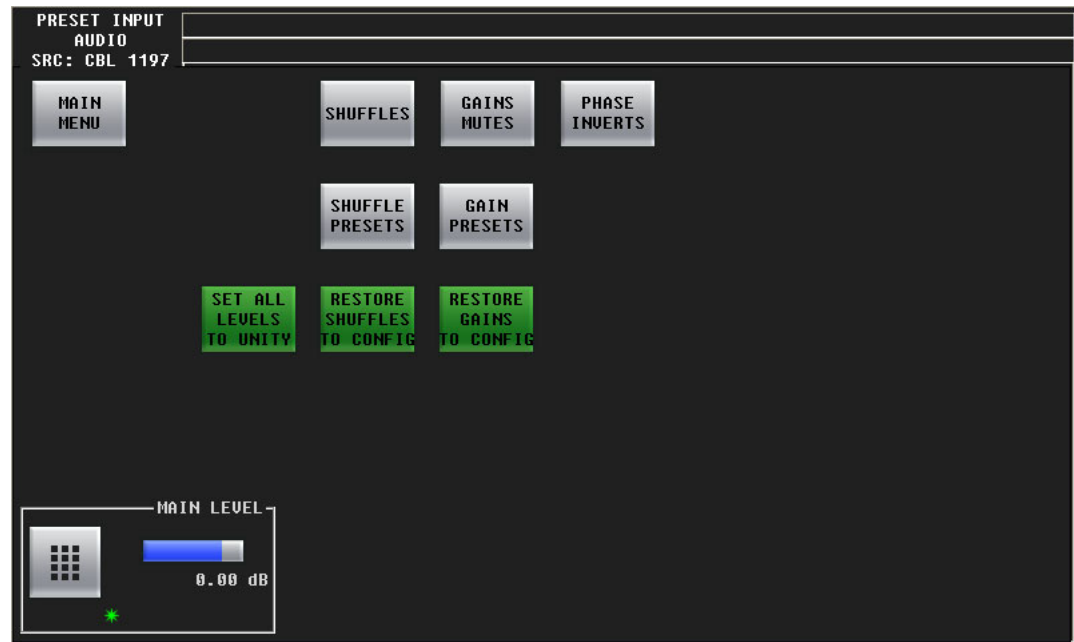 PRESET INPUT
AUDIO
SRC: CBL 1197
MAIN
MENU
SHUFFLES
GAINS
MUTES
PHASE
INVERTS
SHUFFLE
PRESETS
GAIN
PRESETS
SET ALL
LEVELS
TO UNITY
RESTORE
SHUFFLES
TO CONFIG
RESTORE
GAINS
TO CONFIG
MAIN LEVEL
0.00 dB